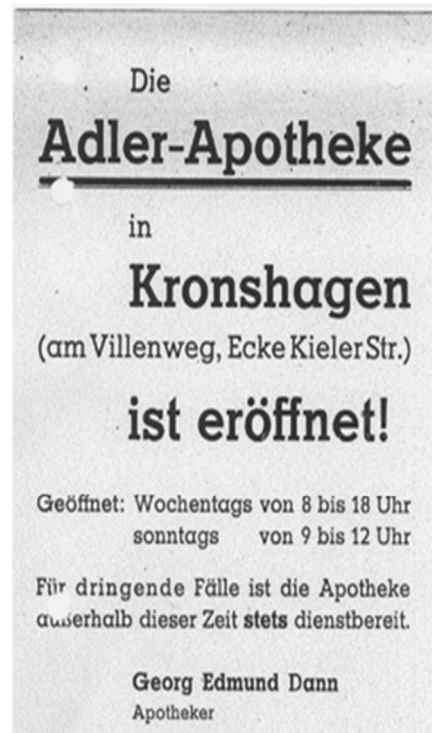 Die
Adler-Apotheke
in
Kronshagen
(am Villenweg, Ecke Kieler Str.)
ist eröffnet!
Geöffnet: Wochentags von 8 bis 18 Uhr
sonntags von 9 bis 12 Uhr
Für dringende Fälle ist die Apotheke
außerhalb dieser Zeit stets dienstbereit.
Georg Edmund Dann
Apotheker